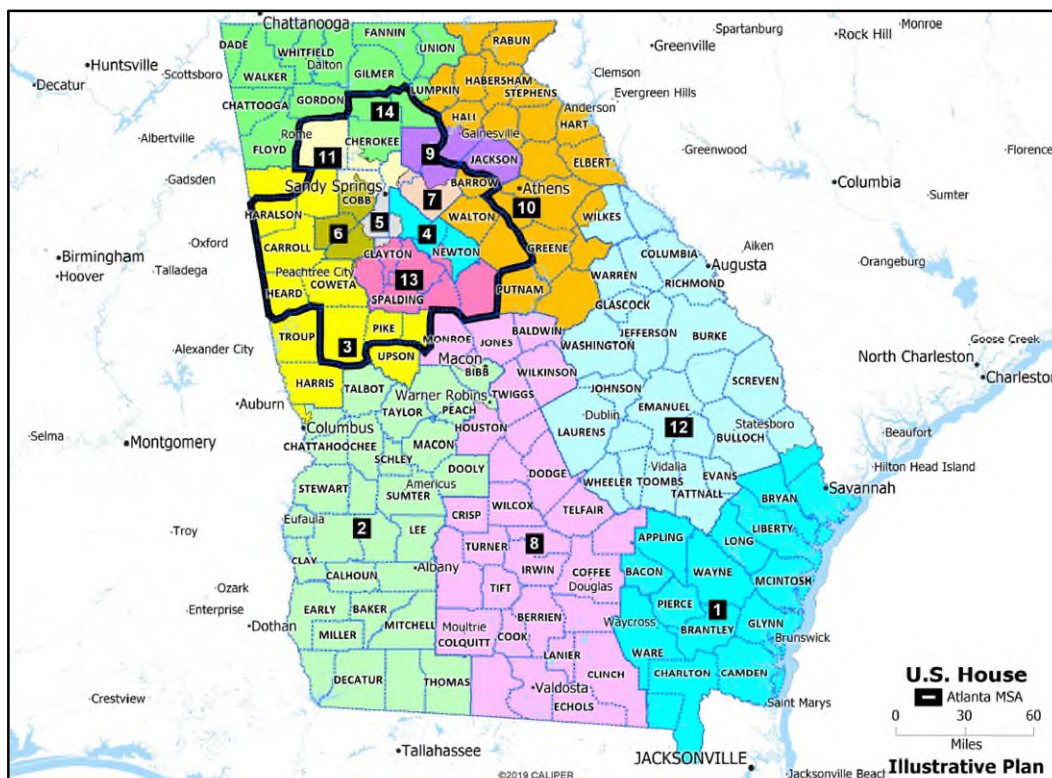 Chattanooga
Spartanburg
Rock Hill
Monroe
FANNIN
RABUN
Greenville
DADE
WHITFIELD
UNION
Huntsville
Scottsboro
Dalton
WALKER
GILMER
HABERSHAM
Clemson
Decatur
LUMPKIN
STEPHENS
Evergreen Hills
CHATTOOGA
GORDON
14
Anderson
HALL
HART
Albertville
Rome
CHEROKEE
Gainesville
Greenwood
Florence
FLOYD
11
9
JACKSON
ELBERT
Gadsden
Sandy Springs
BARROW
Columbia
COBB
7
Athens
Sumter
HARALSON
5
WALTON
10
WILKES
Birmingham
Oxford
6
4
Hoover
Talladega
CARROLL
CLAYTON
NEWTON
GREENE
COLUMBIA
Aiken
Augusta
Orangeburg
Peachtree City
13
WARREN
RICHMOND
HEARD
COWETA
SPALDING
PUTNAM
GLASCOCK
Alexander City
TROUP
3
PIKE
MONROE
JONES
BALDWIN
WASHINGTON
JEFFERSON
BURKE
Goose Creek
UPSON
Macon
BIBB
WILKINSON
North Charleston
Charleston
HARRIS
TALBOT
TWIGGS
JOHNSON
SCREVEN
Auburn
Warner Robins
TAYLOR
PEACH
Dublin
EMANUEL
Selma
Montgomery
Columbus
HOUSTON
LAURENS
12
Statesboro
BULLOCH
Beaufort
CHATTAHOOCHEE
MACON
SCHLEY
DOOLY
DODGE
Vidalia
EVANS
Hilton Head Island
STEWART
Americus
SUMTER
WHEELER
TOOMBS
TATTNALL
Savannah
BRYAN
CRISP
WILCOX
TELFAIR
Troy
Eufaula
2
LEE
TURNER
8
APPLING
LIBERTY
LONG
CLAY
Albany
IRWIN
COFFEE
BACON
WAYNE
MCINTOSH
Ozark
CALHOUN
TIFT
Douglas
Enterprise
EARLY
BAKER
BERRIEN
PIERCE
1
GLYNN
Dothan
MILLER
MITCHELL
Moultrie
COLQUITT
COOK
Waycross
BRANTLEY
Brunswick
LANIER
WARE
DECATUR
THOMAS
CLINCH
CHARLTON
CAMDEN
U.S. House
Crestview
Valdosta
ECHOLS
Saint Marys
Atlanta MSA
0 30 60
Tallahassee
Miles
©2019 CALIPER
JACKSONVILLE
Jacksonville Beach
Illustrative Plan